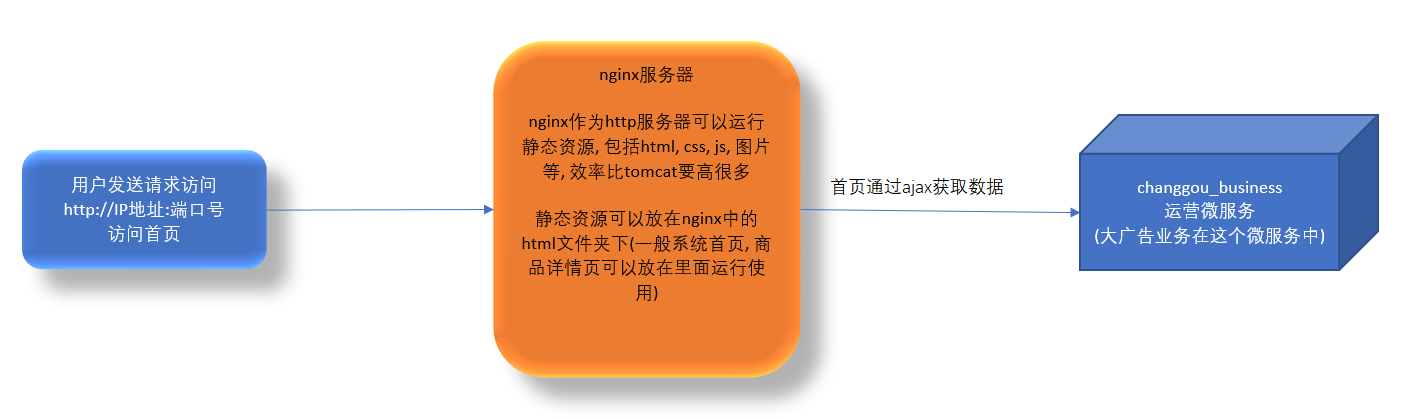 用户发送请求访问
http://IP地址:端口号
访问首页
nginx服务器
nginx作为http服务器可以运行
静态资源, 包括html, css, js, 图片
等, 效率比tomcat要高很多
静态资源可以放在nginx中的
html文件夹下(一般系统首页, 商
品详情页可以放在里面运行使
用)
首页通过ajax获取数据
changgou_business
运营微服务
(大广告业务在这个微服务中)